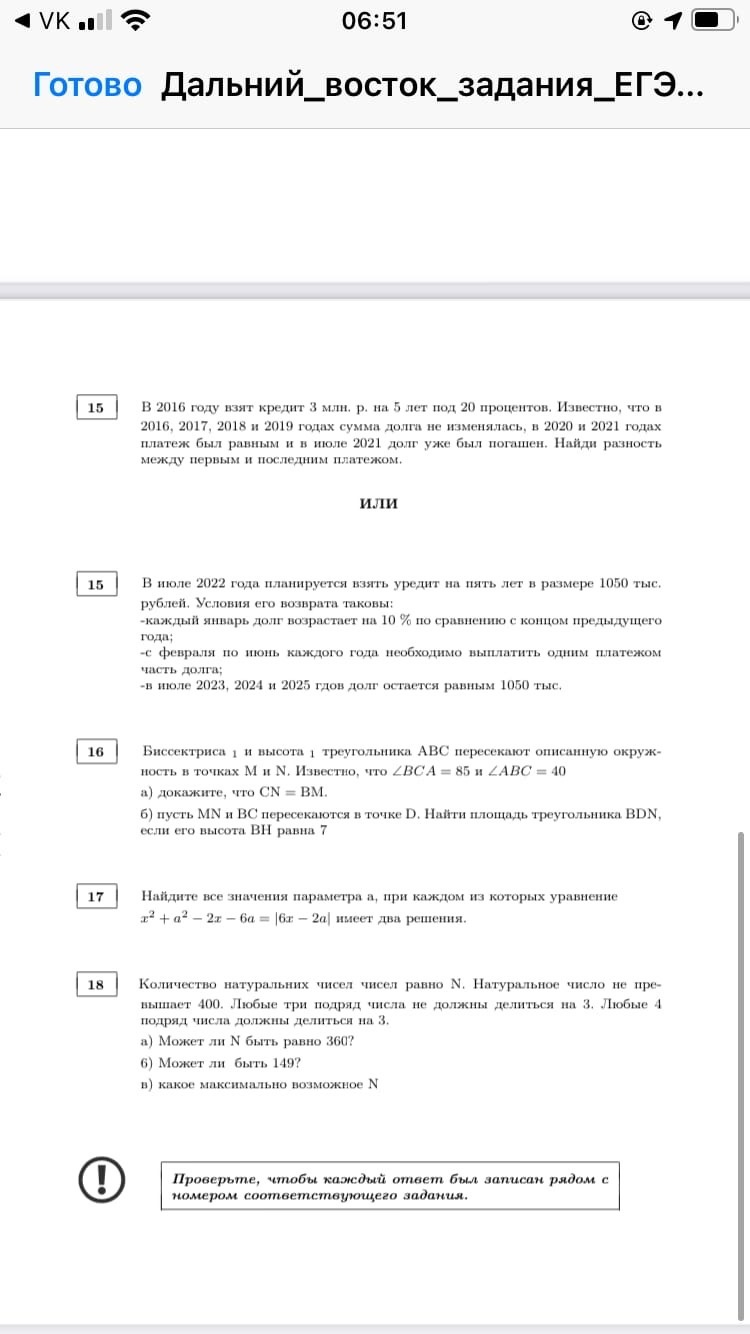 VK
06:51
Готово Дальний_восток_задания_ЕГЭ...
15
В 2016 году взят кредит 3 млн. р. на 5 лет под 20 процентов. Известно, что в
2016, 2017, 2018 и 2019 годах сумма долга не изменялась, в 2020 и 2021 годах
платеж был равным и в июле 2021 долг уже был погашен. Найди разность
между первым и последним платежом.
ИЛИ
15
В июле 2022 года планируется взять уредит на пять лет в размере 1050 тыс.
рублей. Условия его возврата таковы:
-каждый январь долг возрастает на 10 % по сравнению с концом предыдущего
года;
-с февраля по июнь каждого года необходимо выплатить одним платежом
часть долга;
-в июле 2023, 2024 и 2025 гдов долг остается равным 1050 тыс.
16
Биссектриса ₁ и высота ₁ треугольника ABC пересекают описанную окруж-
ность в точках M и N. Известно, что ∠BCA = 85 и ∠ABC = 40
а) докажите, что CN = BM.
б) пусть MN и BC пересекаются в точке D. Найти площадь треугольника BDN,
если его высота BH равна 7
17
Найдите все значения параметра a, при каждом из которых уравнение
x² + a² − 2x − 6a = |6x − 2a| имеет два решения.
18
Количество натуральних чисел чисел равно N. Натуральное число не пре-
вышает 400. Любые три подряд числа не должны делиться на 3. Любые 4
подряд числа должны делиться на 3.
а) Может ли N быть равно 360?
б) Может ли быть 149?
в) какое максимально возможное N
Проверьте, чтобы каждый ответ был записан рядом с
номером соответствующего задания.